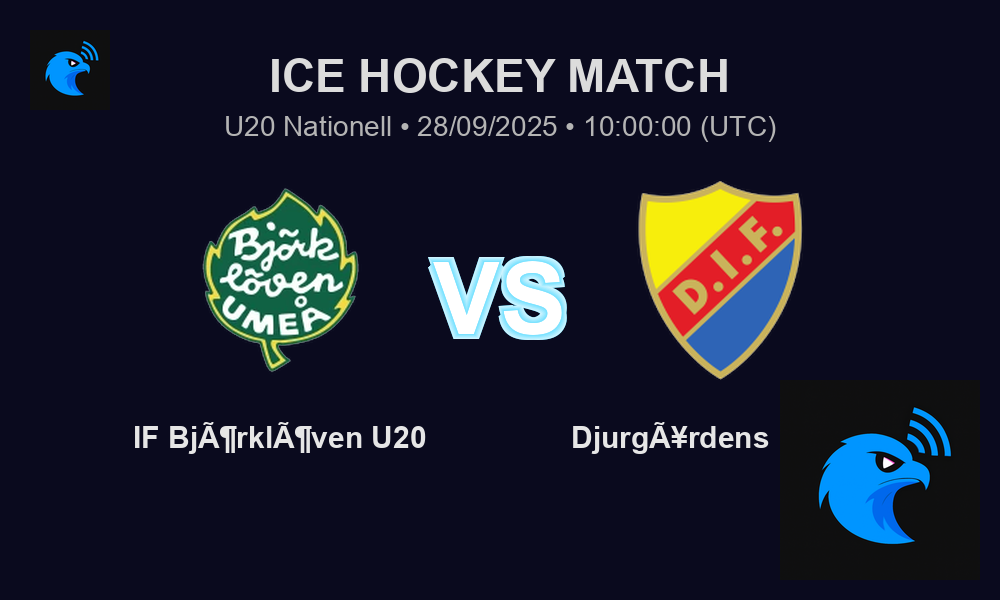 ICE HOCKEY MATCH
U20 Nationell • 28/09/2025 • 10:00:00 (UTC)
Björk
löven
UMEÅ
VS
D.I.F.
IF BjÃ¶rklÃ¶ven U20
DjurgÃ¥rdens